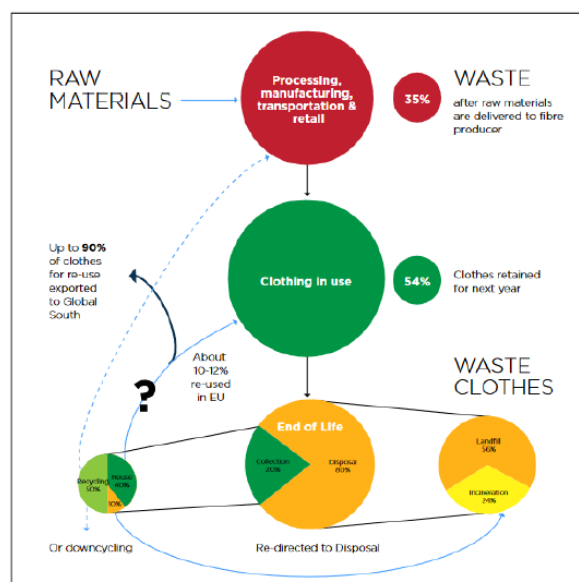 RAW
MATERIALS
Processing,
manufacturing,
transportation &
retail
35%
WASTE
after raw materials
are delivered to fibre
producer
Up to 90%
of clothes
for re-use
exported
to Global
South
Clothing in use
54%
Clothes retained
for next year
?
About
10-12%
re-used
in EU
WASTE
CLOTHES
End of Life
Collection
20%
Disposal
80%
Landfill
56%
Incineration
24%
Recycling
50%
Reuse
40%
10%
Or downcycling
Re-directed to Disposal